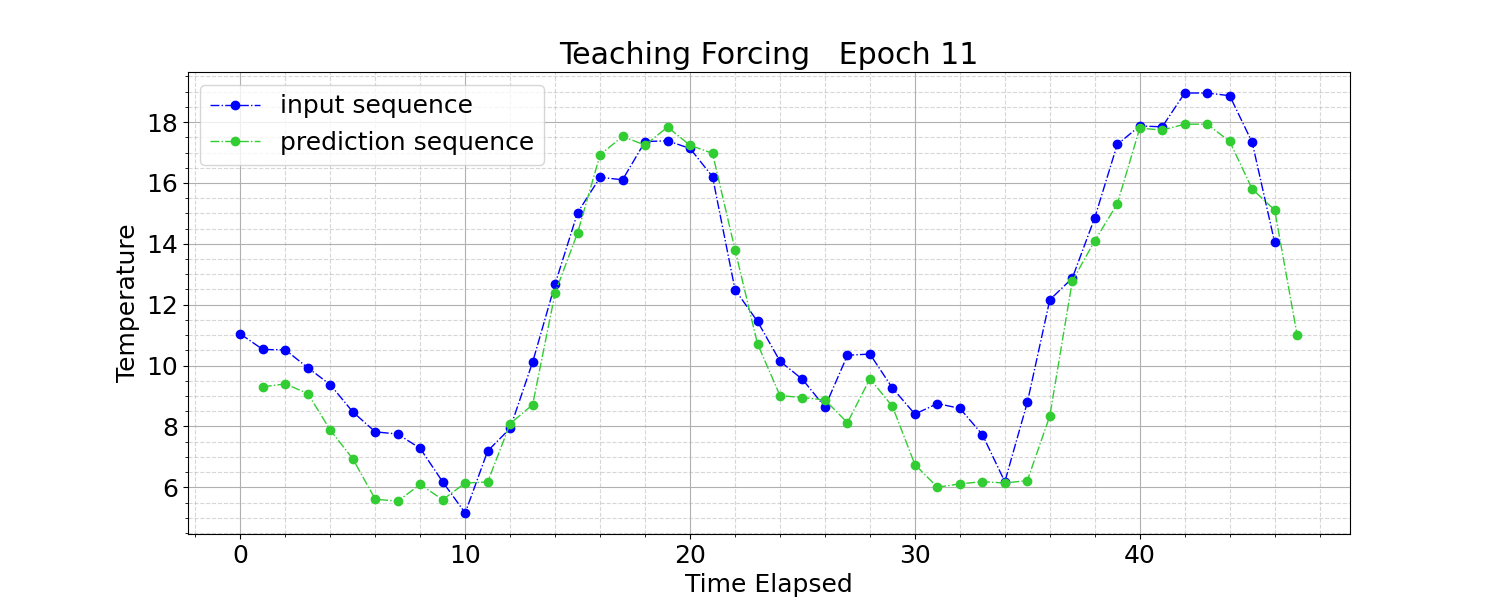 Teaching Forcing   Epoch 11
input sequence
prediction sequence
18
16
14
12
10
8
6
Temperature
0 10 20 30 40
Time Elapsed